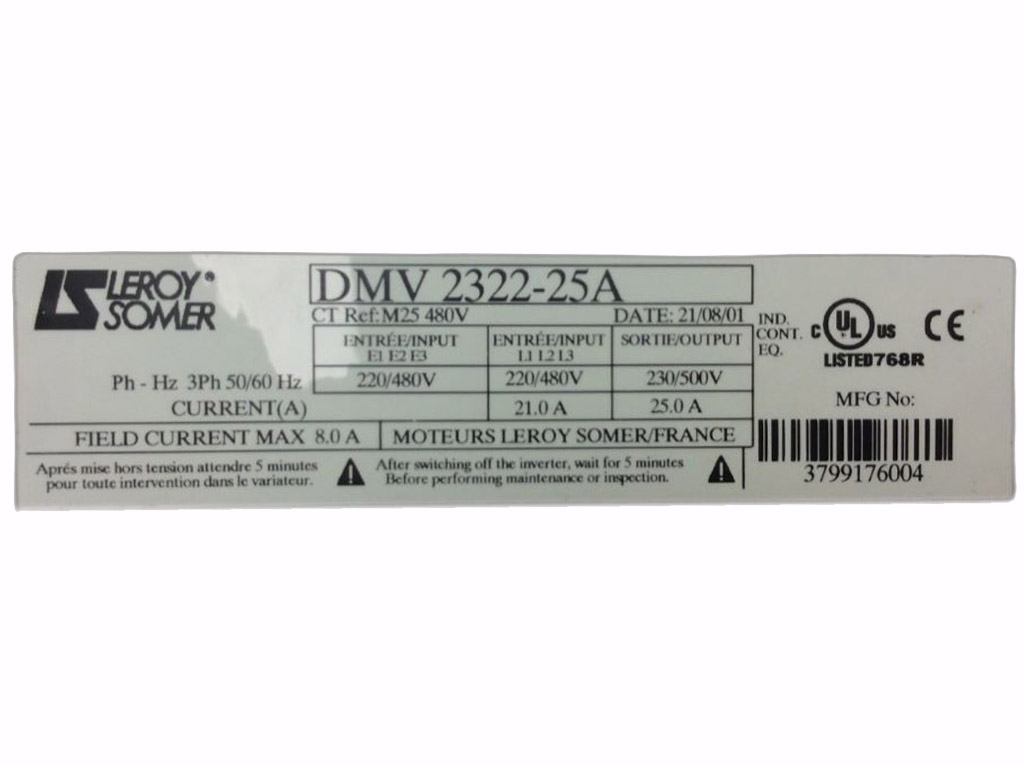 LEROY®
SOMER
DMV 2322-25A
CT Ref: M25 480V DATE: 21/08/01
ENTRÉE/INPUT ENTRÉE/INPUT SORTIE/OUTPUT
E1 E2 E3 L1 L2 L3
Ph - Hz 3Ph 50/60 Hz 220/480V 220/480V 230/500V
CURRENT(A) 21.0 A 25.0 A
FIELD CURRENT MAX 8.0 A MOTEURS LEROY SOMER/FRANCE
Aprés mise hors tension attendre 5 minutes
pour toute intervention dans le variateur.
After switching off the inverter, wait for 5 minutes
Before performing maintenance or inspection.
IND.
CONT.
EQ.
C UL US CE
LISTED 768R
MFG No:
3799176004